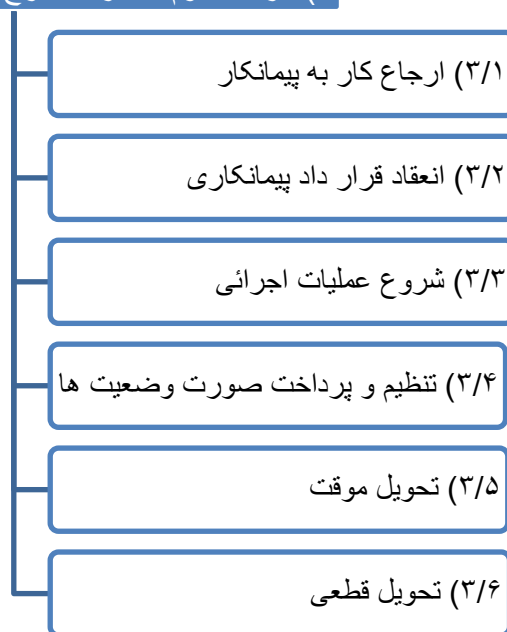 ۳/۱) ارجاع کار به پیمانکار
۳/۲) انعقاد قرار داد پیمانکاری
۳/۳) شروع عملیات اجرائی
۳/۴) تنظیم و پرداخت صورت وضعیت ها
۳/۵) تحویل موقت
۳/۶) تحویل قطعی